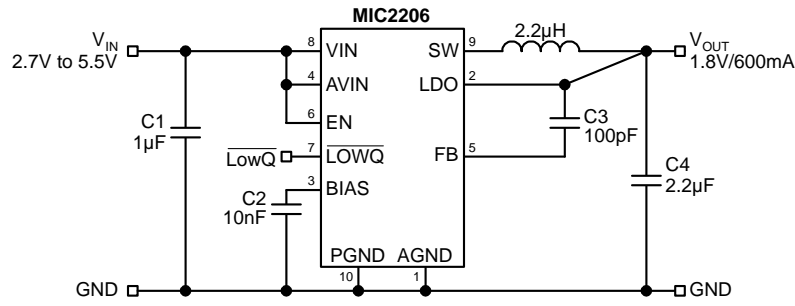 MIC2206
VIN
2.7V to 5.5V
8
VIN
SW
9
2.2µH
VOUT
1.8V/600mA
4
AVIN
LDO
2
6
EN
C1
1µF
C3
100pF
LowQ
7
LOWQ
FB
5
3
BIAS
C2
10nF
C4
2.2µF
PGND
AGND
10
1
GND
GND